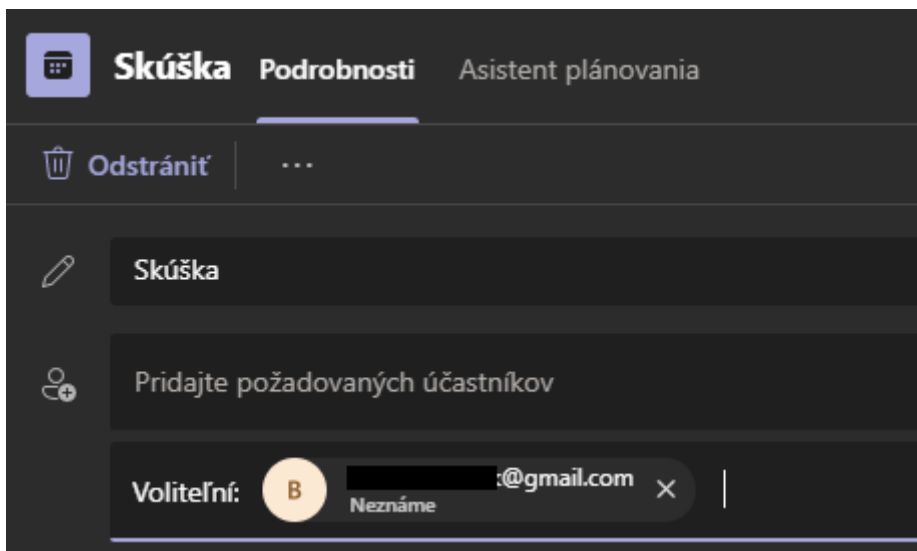 Skúška Podrobnosti Asistent plánovania
Odstrániť ...
Skúška
Pridajte požadovaných účastníkov
Voliteľní: B @gmail.com
Neznáme